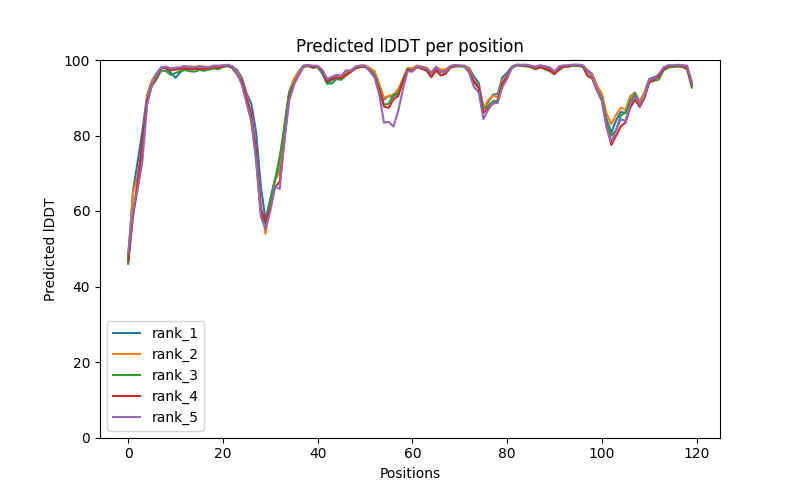 Predicted lDDT per position
100
80
60
40
20
0
Predicted lDDT
rank_1
rank_2
rank_3
rank_4
rank_5
0 20 40 60 80 100 120
Positions